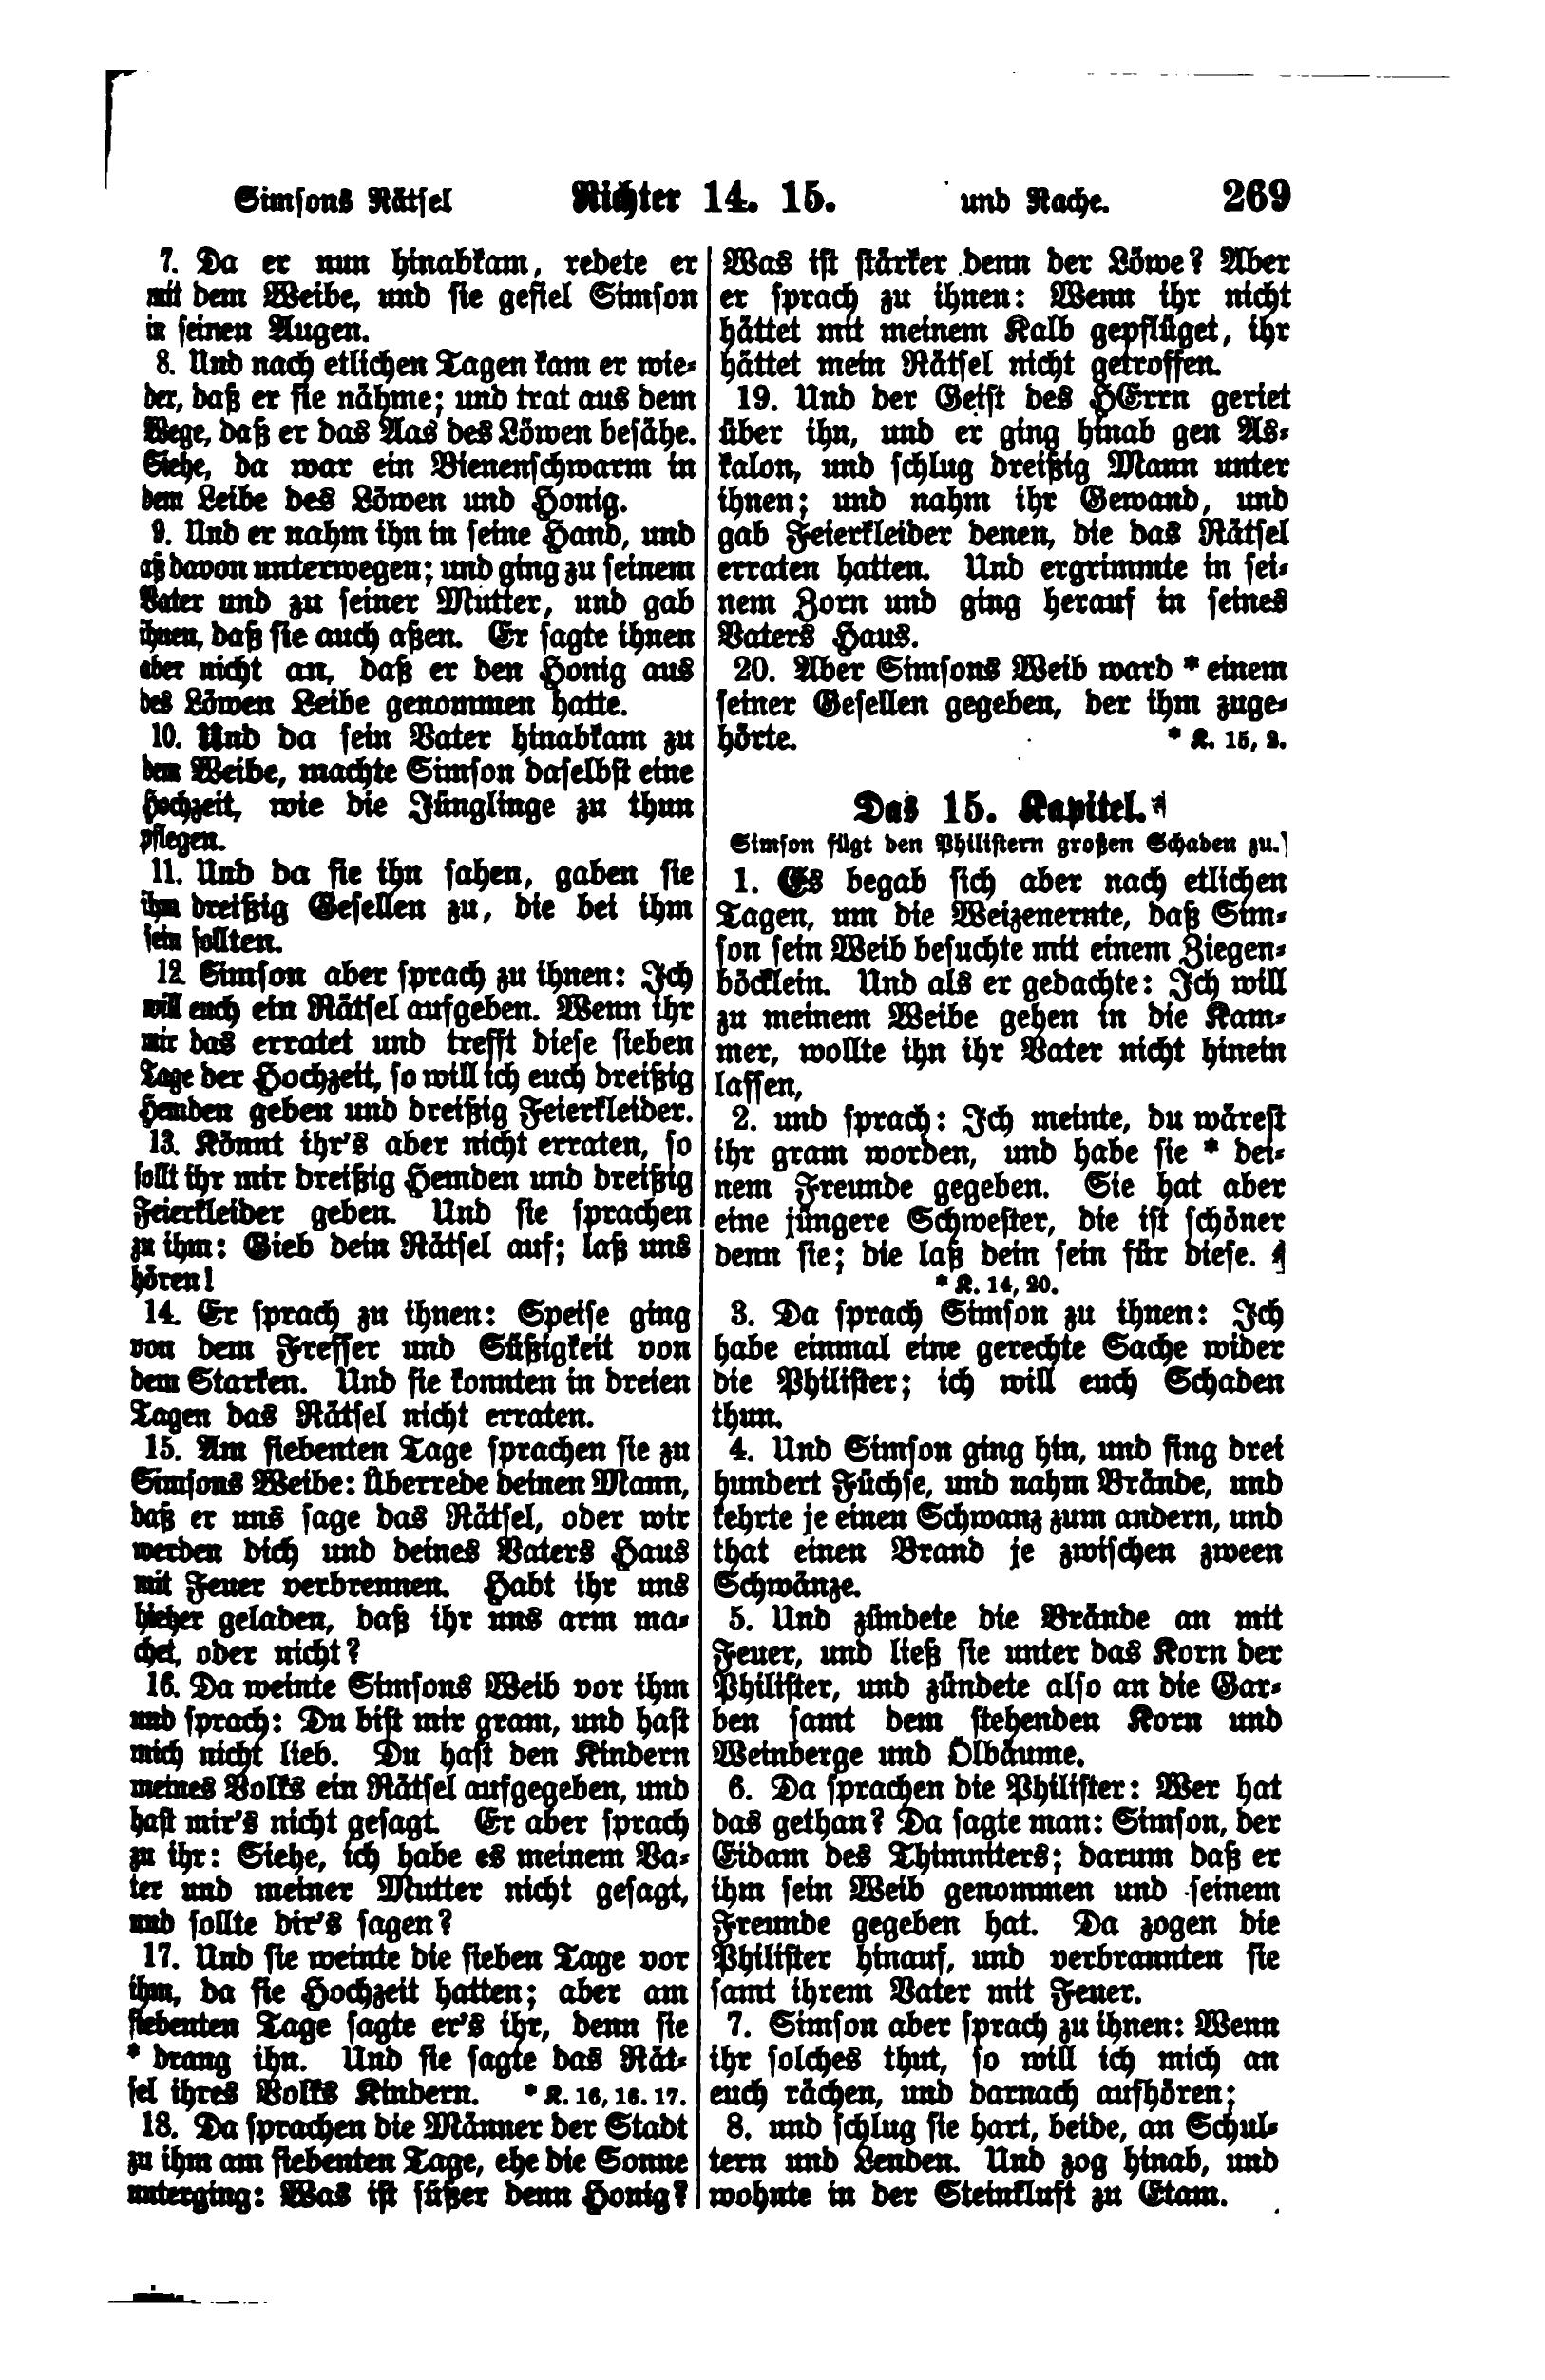 Simsons Rätsel Richter 14. 15. und Rache. 269
7. Da er nun hinabkam, redete er
mit dem Weibe, und sie gefiel Simson
in seinen Augen.
8. Und nach etlichen Tagen kam er wie-
der, daß er sie nähme; und trat aus dem
Wege, daß er das Aas des Löwen besähe.
Siehe, da war ein Bienenschwarm in
dem Leibe des Löwen und Honig.
9. Und er nahm ihn in seine Hand, und
aß davon unterwegen; und ging zu seinem
Vater und zu seiner Mutter, und gab
ihnen, daß sie auch aßen. Er sagte ihnen
aber nicht an, daß er den Honig aus
des Löwen Leibe genommen hatte.
10. Und da sein Vater hinabkam zu
dem Weibe, machte Simson daselbst eine
Hochzeit, wie die Jünglinge zu thun
pflegen.
11. Und da sie ihn sahen, gaben sie
ihm dreißig Gesellen zu, die bei ihm
sein sollten.
12. Simson aber sprach zu ihnen: Ich
will euch ein Rätsel aufgeben. Wenn ihr
mir das erratet und trefft diese sieben
Tage der Hochzeit, so will ich euch dreißig
Hemden geben und dreißig Feierkleider.
13. Könnt ihr's aber nicht erraten, so
sollt ihr mir dreißig Hemden und dreißig
Feierkleider geben. Und sie sprachen
zu ihm: Gieb dein Rätsel auf; laß uns
hören!
14. Er sprach zu ihnen: Speise ging
von dem Fresser und Süßigkeit von
dem Starken. Und sie konnten in dreien
Tagen das Rätsel nicht erraten.
15. Am siebenten Tage sprachen sie zu
Simsons Weibe: Überrede deinen Mann,
daß er uns sage das Rätsel, oder wir
werden dich und deines Vaters Haus
mit Feuer verbrennen. Habt ihr uns
hieher geladen, daß ihr uns arm ma-
chet, oder nicht?
16. Da weinte Simsons Weib vor ihm
und sprach: Du bist mir gram, und hast
mich nicht lieb. Du hast den Kindern
meines Volks ein Rätsel aufgegeben, und
hast mir's nicht gesagt. Er aber sprach
zu ihr: Siehe, ich habe es meinem Va-
ter und meiner Mutter nicht gesagt,
und sollte dir's sagen?
17. Und sie weinte die sieben Tage vor
ihm, da sie Hochzeit hatten; aber am
siebenten Tage sagte er's ihr, denn sie
* drang ihn. Und sie sagte das Rät-
sel ihres Volks Kindern. * K. 16, 16. 17.
18. Da sprachen die Männer der Stadt
zu ihm am siebenten Tage, ehe die Sonne
unterging: Was ist süßer denn Honig?
Was ist stärker denn der Löwe? Aber
er sprach zu ihnen: Wenn ihr nicht
hättet mit meinem Kalb gepflüget, ihr
hättet mein Rätsel nicht getroffen.
19. Und der Geist des HErrn geriet
über ihn, und er ging hinab gen As-
kalon, und schlug dreißig Mann unter
ihnen; und nahm ihr Gewand, und
gab Feierkleider denen, die das Rätsel
erraten hatten. Und ergrimmte in sei-
nem Zorn und ging herauf in seines
Vaters Haus.
20. Aber Simsons Weib ward * einem
seiner Gesellen gegeben, der ihm zuge-
hörte. * K. 15, 2.
Das 15. Kapitel.
Simson fügt den Philistern großen Schaden zu.
1. Es begab sich aber nach etlichen
Tagen, um die Weizenernte, daß Sim-
son sein Weib besuchte mit einem Ziegen-
böcklein. Und als er gedachte: Ich will
zu meinem Weibe gehen in die Kam-
mer, wollte ihn ihr Vater nicht hinein
lassen,
2. und sprach: Ich meinte, du wärest
ihr gram worden, und habe sie * dei-
nem Freunde gegeben. Sie hat aber
eine jüngere Schwester, die ist schöner
denn sie; die laß dein sein für diese.
* K. 14, 20.
3. Da sprach Simson zu ihnen: Ich
habe einmal eine gerechte Sache wider
die Philister; ich will euch Schaden
thun.
4. Und Simson ging hin, und fing drei
hundert Füchse, und nahm Brände, und
kehrte je einen Schwanz zum andern, und
that einen Brand je zwischen zween
Schwänze.
5. Und zündete die Brände an mit
Feuer, und ließ sie unter das Korn der
Philister, und zündete also an die Gar-
ben samt dem stehenden Korn und
Weinberge und Ölbäume.
6. Da sprachen die Philister: Wer hat
das gethan? Da sagte man: Simson, der
Eidam des Thimniters; darum daß er
ihm sein Weib genommen und seinem
Freunde gegeben hat. Da zogen die
Philister hinauf, und verbrannten sie
samt ihrem Vater mit Feuer.
7. Simson aber sprach zu ihnen: Wenn
ihr solches thut, so will ich mich an
euch rächen, und darnach aufhören;
8. und schlug sie hart, beide, an Schul-
tern und Lenden. Und zog hinab, und
wohnte in der Steinkluft zu Etam.